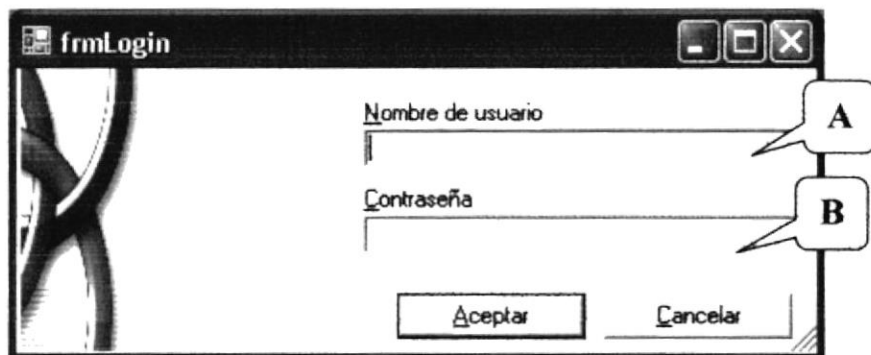 frmLogin
Nombre de usuario
A
Contraseña
B
Aceptar Cancelar